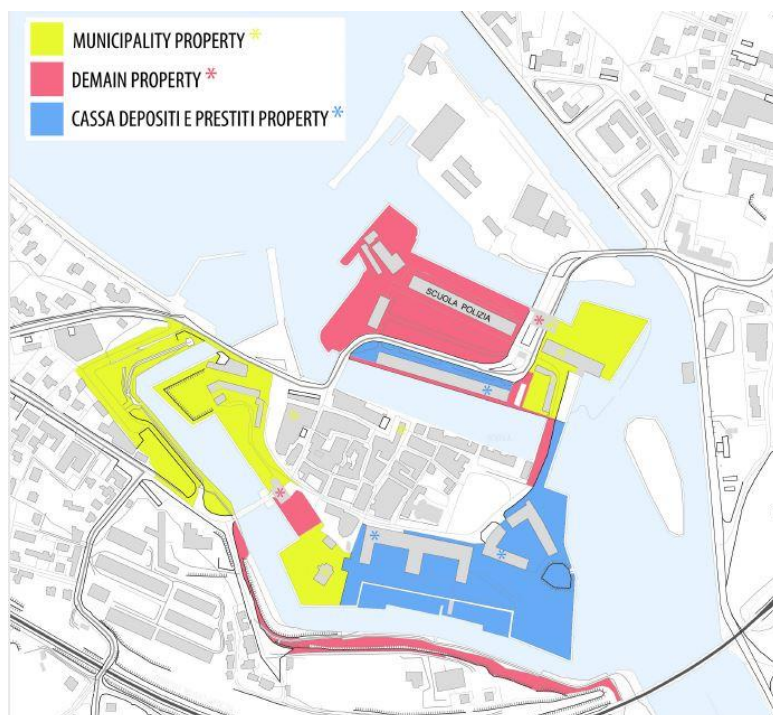 MUNICIPALITY PROPERTY *
DEMAIN PROPERTY *
CASSA DEPOSITI E PRESTITI PROPERTY *
SCUOLA POLIZIA